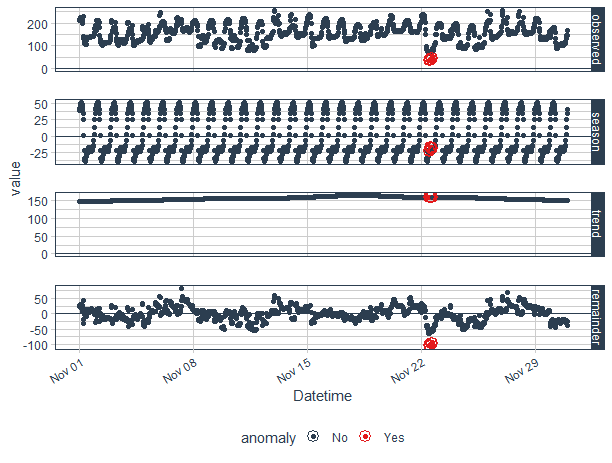 200
100
0
observed
50
25
0
-25
season
value
150
100
50
0
trend
50
0
-50
-100
remainder
Nov 01 Nov 08 Nov 15 Nov 22 Nov 29
Datetime
anomaly No Yes